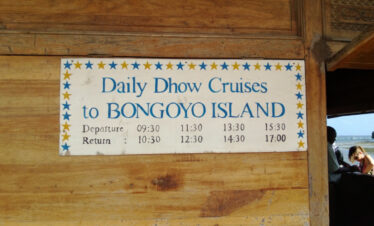 Daily Dhow Cruises
to BONGOYO ISLAND
Departure : 09:30 11:30 13:30 15:30
Return : 10:30 12:30 14:30 17:00